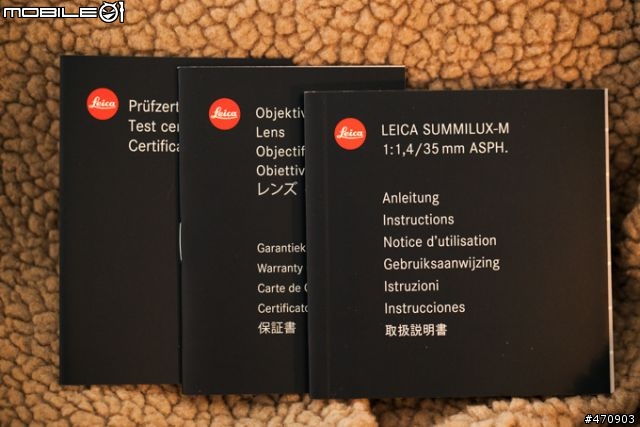 MOBILE01
Leica
Prüfzert
Test cer
Certifica
Leica
Objektiv
Lens
Objectif
Obiettiv
レンズ
Garantiek
Warranty
Carte de G
Certificato
保証書
Leica
LEICA SUMMILUX-M
1:1,4/35 mm ASPH.
Anleitung
Instructions
Notice d'utilisation
Gebruiksaanwijzing
Istruzioni
Instrucciones
取扱説明書
#470903